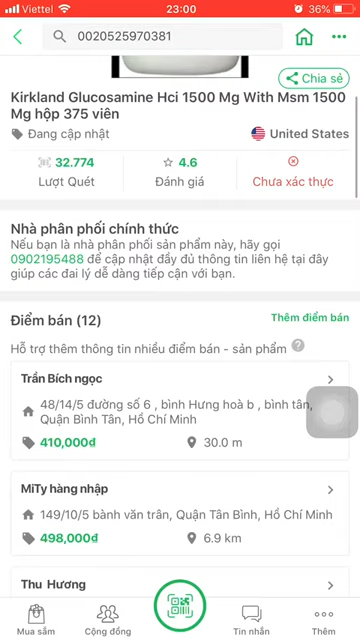 Viettel 23:00 36%
0020525970381
Chia sẻ
Kirkland Glucosamine Hci 1500 Mg With Msm 1500
Mg hộp 375 viên
Đang cập nhật United States
32.774 4.6
Lượt Quét Đánh giá Chưa xác thực
Nhà phân phối chính thức
Nếu bạn là nhà phân phối sản phẩm này, hãy gọi
0902195488 để cập nhật đầy đủ thông tin liên hệ tại đây
giúp các đai lý dễ dàng tiếp cận với bạn.
Điểm bán (12) Thêm điểm bán
Hỗ trợ thêm thông tin nhiều điểm bán - sản phẩm ?
Trần Bích ngọc
48/14/5 đường số 6 , bình Hưng hoà b , bình tân,
Quận Bình Tân, Hồ Chí Minh
410,000đ 30.0 m
MiTy hàng nhập
149/10/5 bành văn trân, Quận Tân Bình, Hồ Chí Minh
498,000đ 6.9 km
Thu Hương
Mua sắm Cộng đồng Tin nhắn Thêm